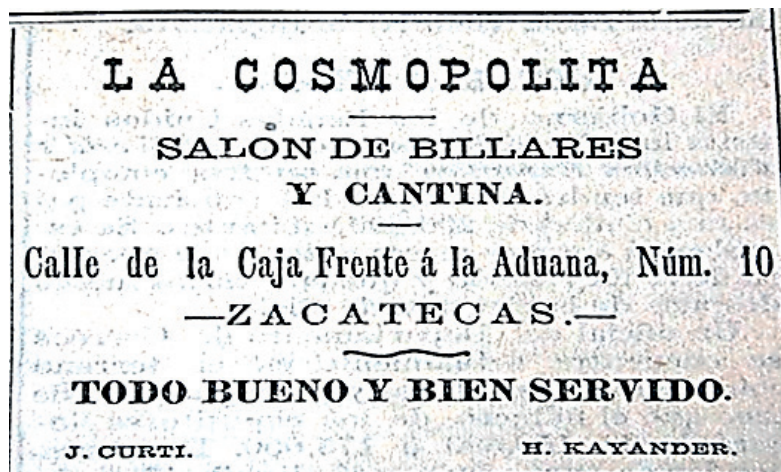 LA COSMOPOLITA
SALON DE BILLARES
Y CANTINA.
Calle de la Caja Frente á la Aduana, Núm. 10
—ZACATECAS.—
TODO BUENO Y BIEN SERVIDO.
J. CURTI. H. KAYANDER.